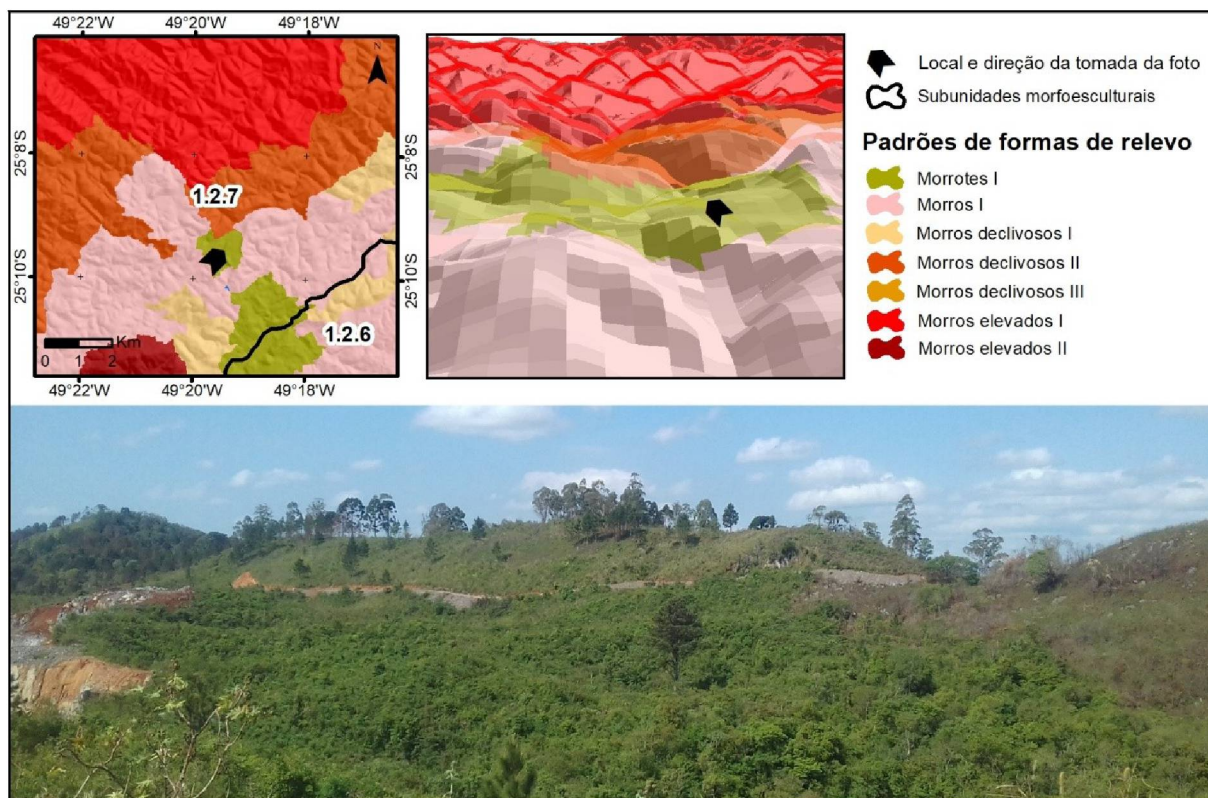 49°22'W 49°20'W 49°18'W
25°8'S
25°10'S
N
1.2.7
1.2.6
Km
0 1 2
25°8'S
25°10'S
49°22'W 49°20'W 49°18'W
Local e direção da tomada da foto
Subunidades morfoesculturais
Padrões de formas de relevo
Morrotes I
Morros I
Morros declivosos I
Morros declivosos II
Morros declivosos III
Morros elevados I
Morros elevados II